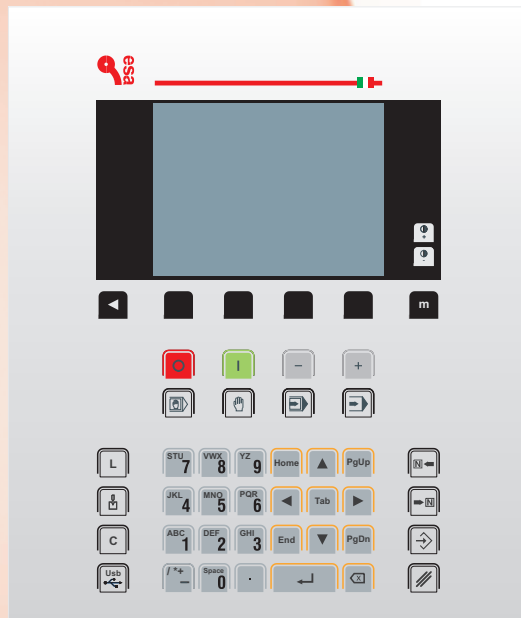 esa
m
− +
L STU 7 VWX 8 YZ 9 Home PgUp N
JKL 4 MNO 5 PQR 6 Tab N
C ABC 1 DEF 2 GHI 3 End PgDn
Usb / *+ − Space 0 .